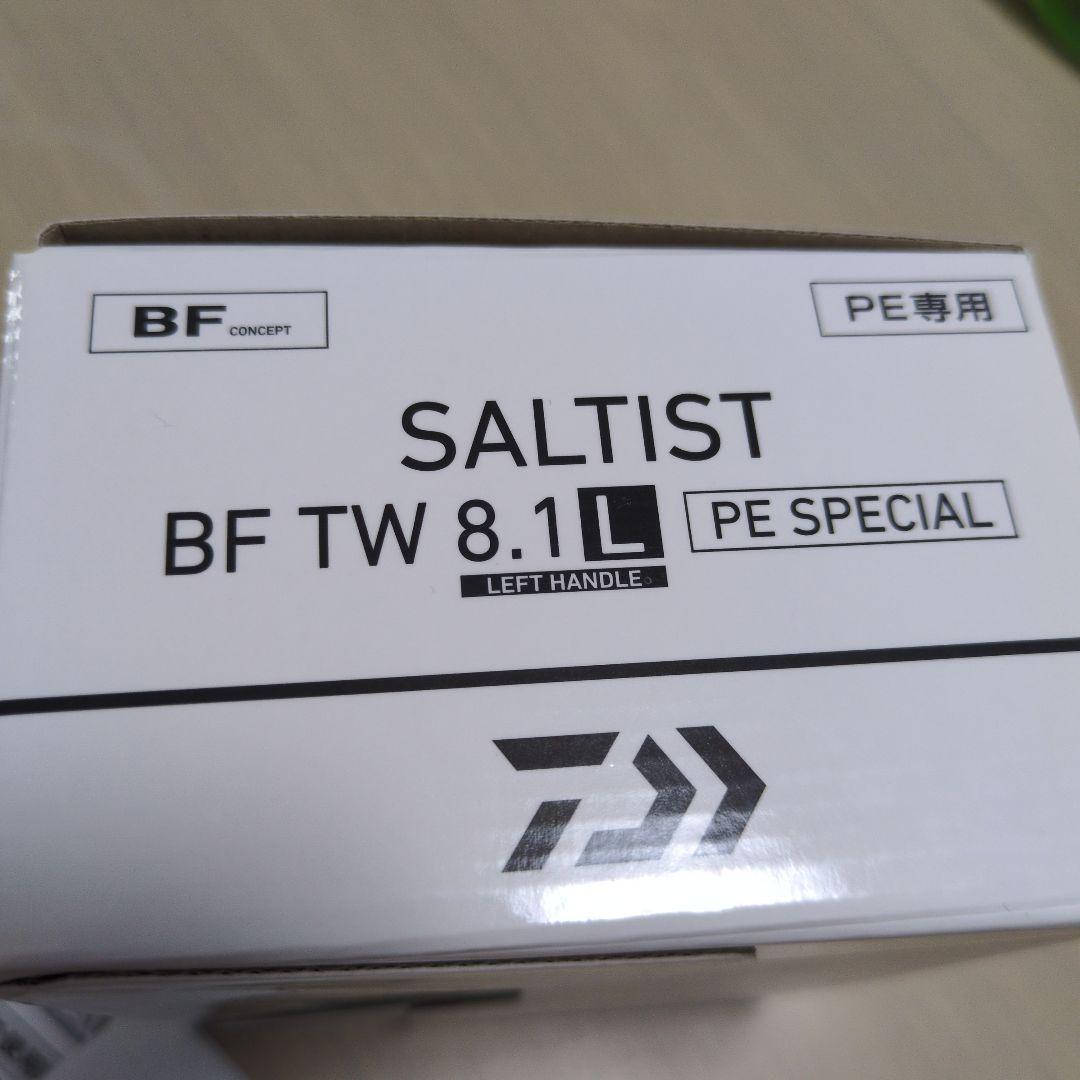 BF CONCEPT
PE専用
SALTIST
BF TW 8.1L PE SPECIAL
LEFT HANDLE